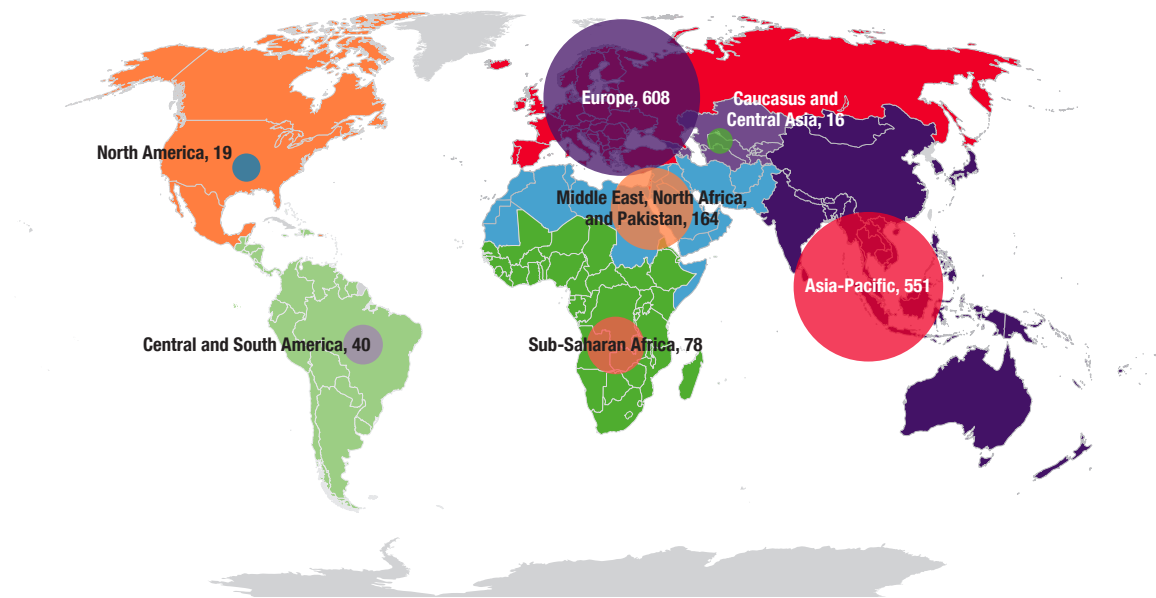 Europe, 608
Caucasus and
Central Asia, 16
North America, 19
Middle East, North Africa,
and Pakistan, 164
Asia-Pacific, 551
Central and South America, 40
Sub-Saharan Africa, 78